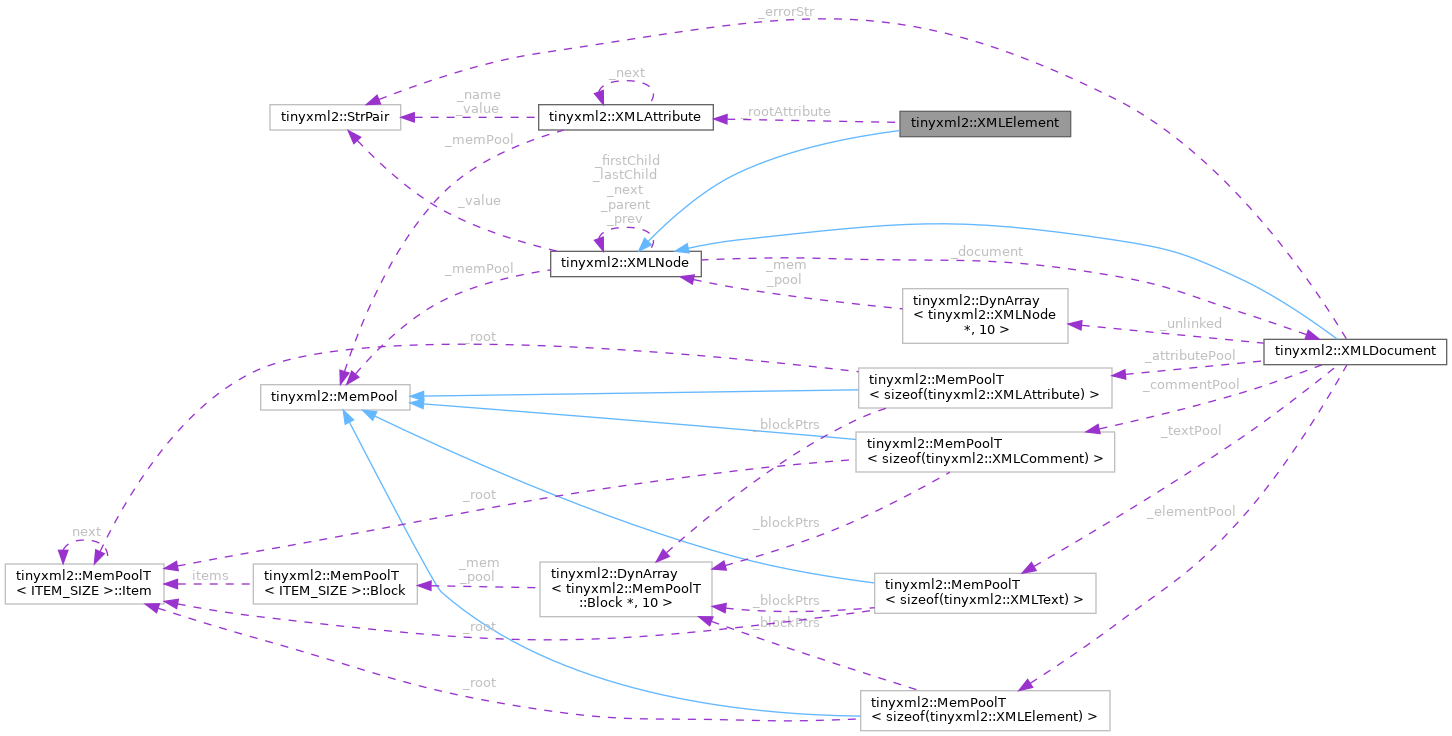 _errorStr
_next
_name
_value
_rootAttribute
tinyxml2::StrPair
tinyxml2::XMLAttribute
tinyxml2::XMLElement
_memPool
_firstChild
_lastChild
_next
_parent
_prev
_value
tinyxml2::XMLNode
_document
_memPool
_mem
_pool
tinyxml2::DynArray
< tinyxml2::XMLNode
*, 10 >
_unlinked
_root
tinyxml2::XMLDocument
_attributePool
tinyxml2::MemPool
tinyxml2::MemPoolT
< sizeof(tinyxml2::XMLAttribute) >
_commentPool
_blockPtrs
tinyxml2::MemPoolT
< sizeof(tinyxml2::XMLComment) >
_textPool
_root
_blockPtrs
_elementPool
next
tinyxml2::MemPoolT
< ITEM_SIZE >::Item
items
tinyxml2::MemPoolT
< ITEM_SIZE >::Block
_mem
_pool
tinyxml2::DynArray
< tinyxml2::MemPoolT
::Block *, 10 >
tinyxml2::MemPoolT
< sizeof(tinyxml2::XMLText) >
_blockPtrs
_root
_blockPtrs
_root
tinyxml2::MemPoolT
< sizeof(tinyxml2::XMLElement) >